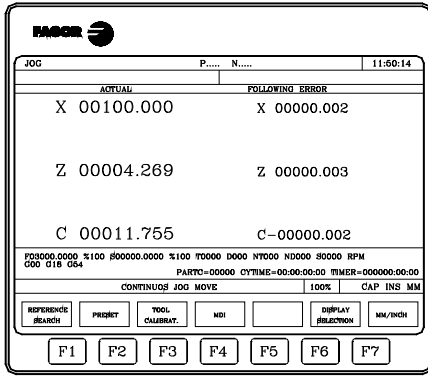 FAGOR
JOG P..... N..... 11:50:14
ACTUAL FOLLOWING ERROR
X 00100.000 X 00000.002
Z 00004.269 Z 00000.003
C 00011.755 C-00000.002
F03000.0000 %100 S00000.0000 %100 T0000 D000 NT000 ND000 S0000 RPM
G00 G18 G54
PARTC=00000 CYTIME=00:00:00:00 TIMER=000000:00:00
CONTINUOS JOG MOVE 100% CAP INS MM
REFERENCE SEARCH PRESET TOOL CALIBRAT. MDI DISPLAY SELECTION MM/INCH
F1 F2 F3 F4 F5 F6 F7